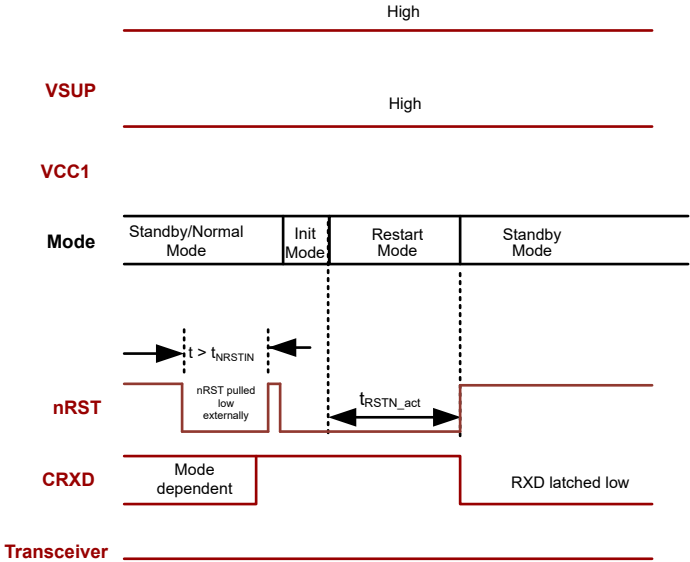 High
VSUP
High
VCC1
Mode
Standby/Normal
Mode
Init
Mode
Restart
Mode
Standby
Mode
t > tNRSTIN
nRST
nRST pulled
low
externally
tRSTN_act
CRXD
Mode
dependent
RXD latched low
Transceiver